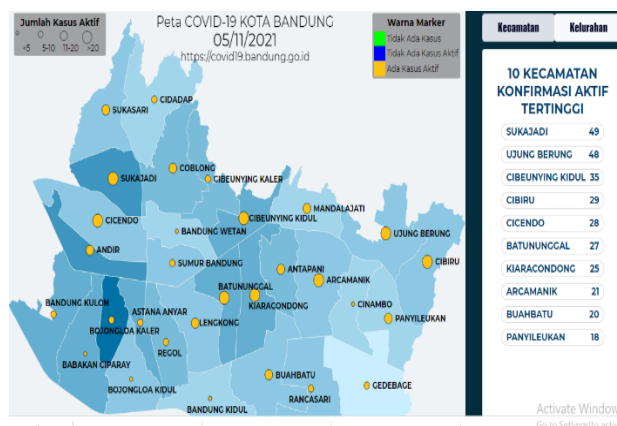 Jumlah Kasus Aktif
<5 5-10 11-20 >20
Peta COVID-19 KOTA BANDUNG
05/11/2021
https://covid19.bandung.go.id
Warna Marker
Tidak Ada Kasus
Tidak Ada Kasus Aktif
Ada Kasus Aktif
CIDADAP
SUKASARI
COBLONG
SUKAJADI
CIBEUNYING KALER
MANDALAJATI
CICENDO
CIBEUNYING KIDUL
BANDUNG WETAN
UJUNG BERUNG
ANDIR
SUMUR BANDUNG
CIBIRU
ANTAPANI
ARCAMANIK
BATUNUNGGAL
KIARACONDONG
BANDUNG KULON
ASTANA ANYAR
CINAMBO
BOJONGLOA KALER
LENGKONG
PANYILEUKAN
REGOL
BABAKAN CIPARAY
BUAHBATU
BOJONGLOA KIDUL
RANCASARI
GEDEBAGE
BANDUNG KIDUL
Kecamatan Kelurahan
10 KECAMATAN
KONFIRMASI AKTIF
TERTINGGI
SUKAJADI 49
UJUNG BERUNG 48
CIBEUNYING KIDUL 35
CIBIRU 29
CICENDO 28
BATUNUNGGAL 27
KIARACONDONG 25
ARCAMANIK 21
BUAHBATU 20
PANYILEUKAN 18
Activate Window